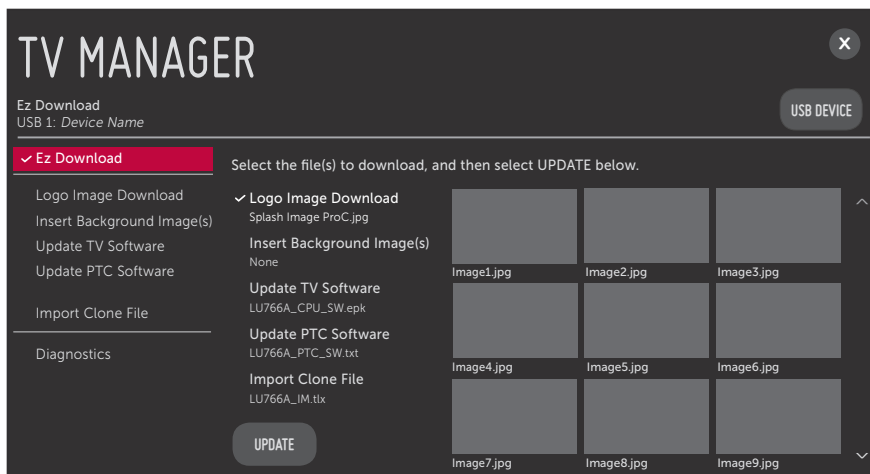 TV MANAGER
X
Ez Download
USB 1: Device Name
USB DEVICE
Ez Download
Logo Image Download
Insert Background Image(s)
Update TV Software
Update PTC Software
Import Clone File
Diagnostics
Select the file(s) to download, and then select UPDATE below.
Logo Image Download
Splash Image ProC.jpg
Insert Background Image(s)
None
Update TV Software
LU766A_CPU_SW.epk
Update PTC Software
LU766A_PTC_SW.txt
Import Clone File
LU766A_IM.tlx
UPDATE
Image1.jpg
Image2.jpg
Image3.jpg
Image4.jpg
Image5.jpg
Image6.jpg
Image7.jpg
Image8.jpg
Image9.jpg